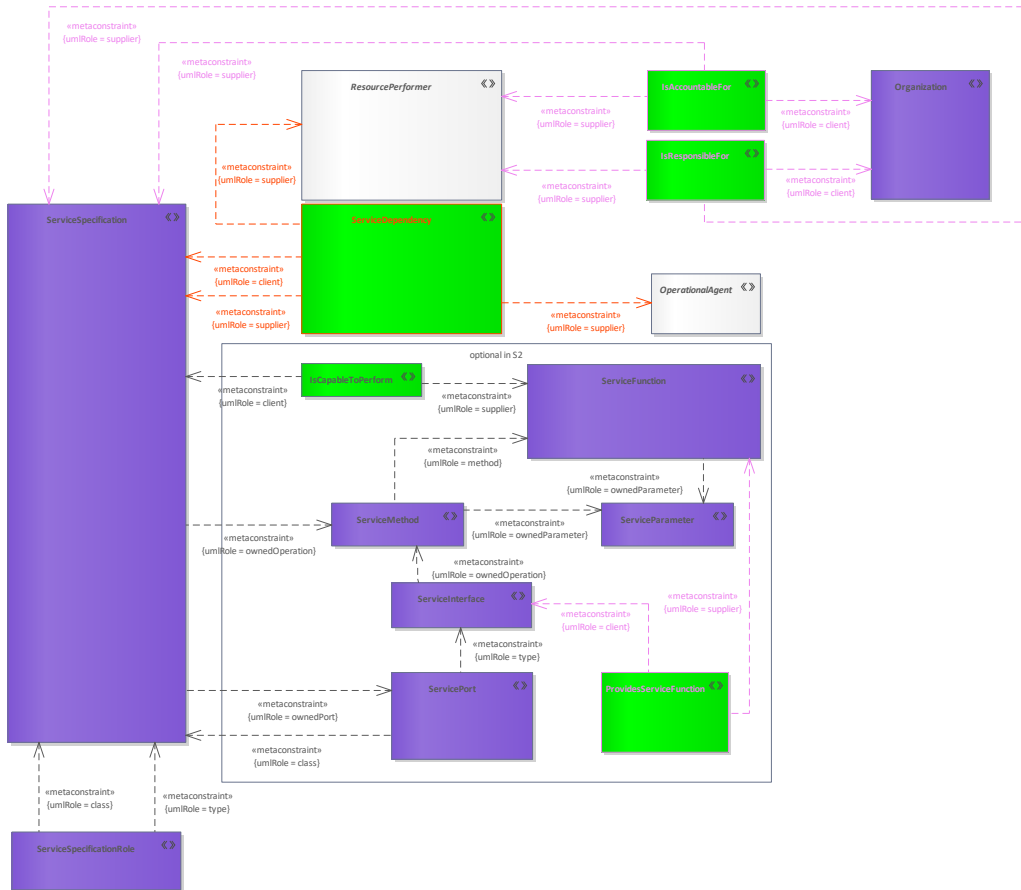 «metaconstraint»
{umlRole = supplier}
«metaconstraint»
{umlRole = supplier}
ResourcePerformer
IsAccountableFor
Organization
«metaconstraint»
{umlRole = supplier}
«metaconstraint»
{umlRole = client}
IsResponsibleFor
«metaconstraint»
{umlRole = supplier}
«metaconstraint»
{umlRole = supplier}
«metaconstraint»
{umlRole = client}
ServiceSpecification
ServiceDependency
«metaconstraint»
{umlRole = client}
OperationalAgent
«metaconstraint»
{umlRole = supplier}
«metaconstraint»
{umlRole = supplier}
optional in S2
IsCapableToPerform
ServiceFunction
«metaconstraint»
{umlRole = client}
«metaconstraint»
{umlRole = supplier}
«metaconstraint»
{umlRole = method}
«metaconstraint»
{umlRole = ownedParameter}
ServiceMethod
ServiceParameter
«metaconstraint»
{umlRole = ownedOperation}
«metaconstraint»
{umlRole = ownedParameter}
«metaconstraint»
{umlRole = ownedOperation}
ServiceInterface
«metaconstraint»
{umlRole = supplier}
«metaconstraint»
{umlRole = client}
«metaconstraint»
{umlRole = type}
ServicePort
ProvidesServiceFunction
«metaconstraint»
{umlRole = ownedPort}
«metaconstraint»
{umlRole = class}
«metaconstraint»
{umlRole = class}
«metaconstraint»
{umlRole = type}
ServiceSpecificationRole